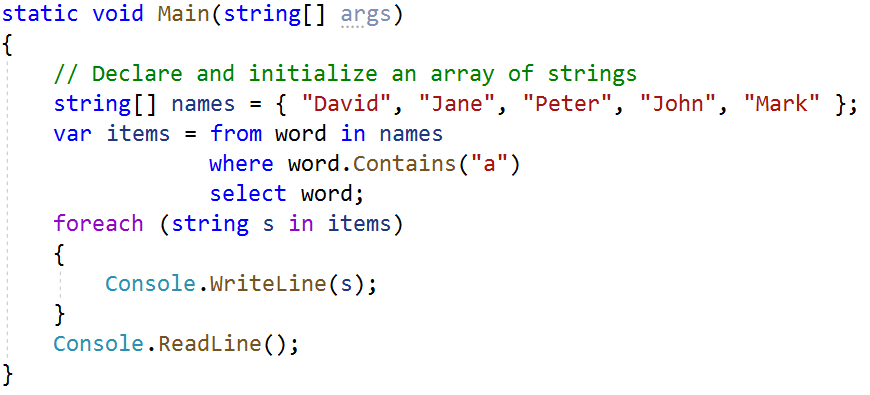 static void Main(string[] args)
{
    // Declare and initialize an array of strings
    string[] names = { "David", "Jane", "Peter", "John", "Mark" };
    var items = from word in names
                where word.Contains("a")
                select word;
    foreach (string s in items)
    {
        Console.WriteLine(s);
    }
    Console.ReadLine();
}